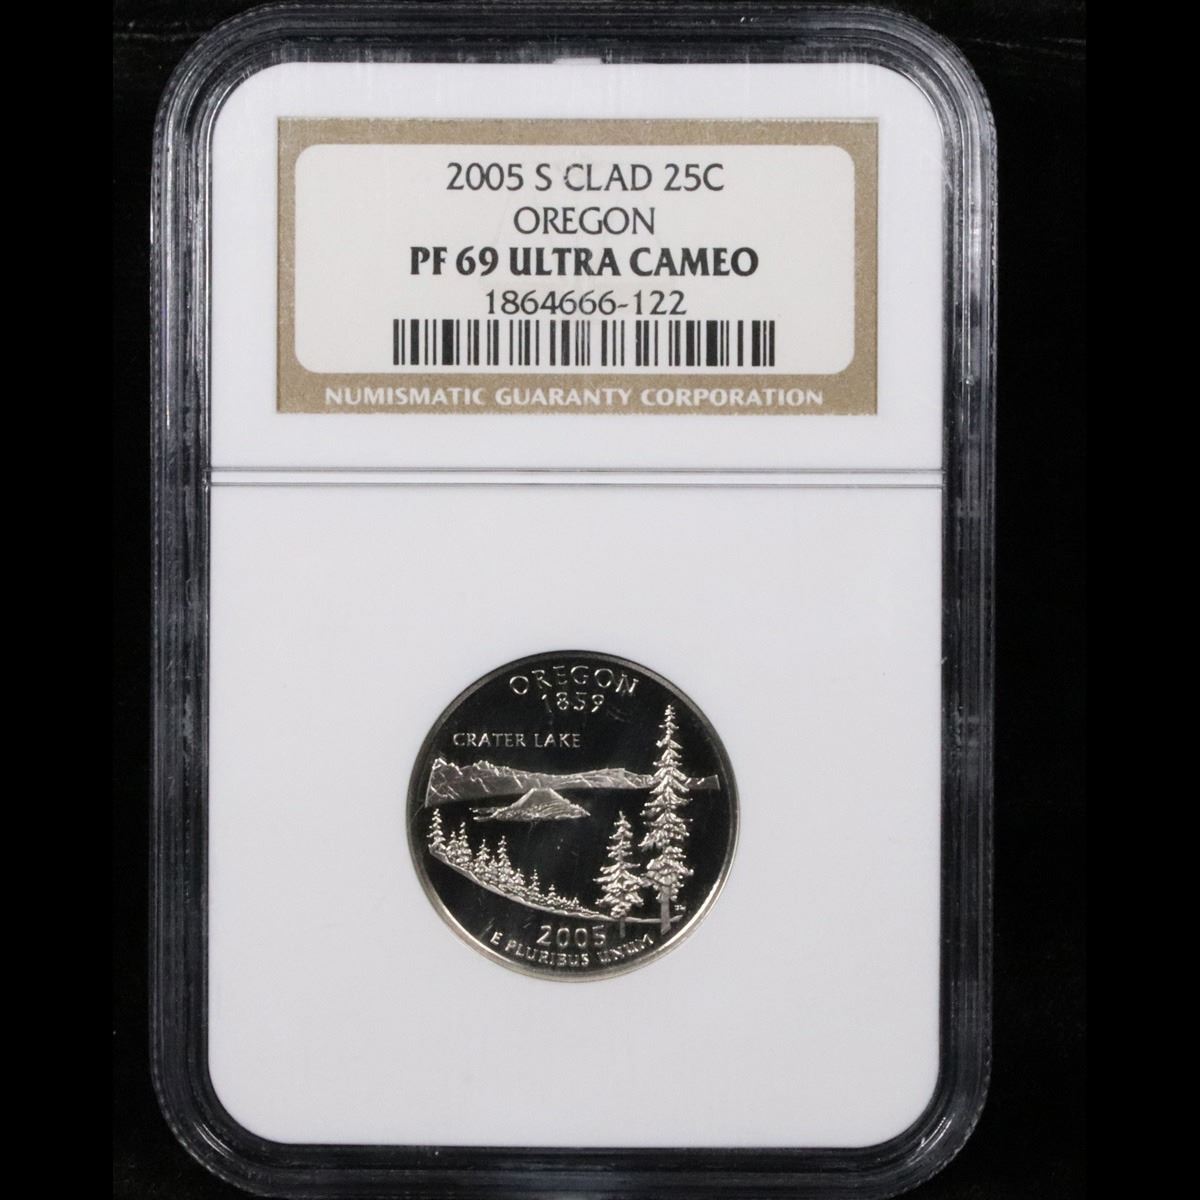 2005 S CLAD 25C
OREGON
PF 69 ULTRA CAMEO
1864666-122
NUMISMATIC GUARANTY CORPORATION
OREGON
1859
CRATER LAKE
2005
E PLURIBUS UNUM